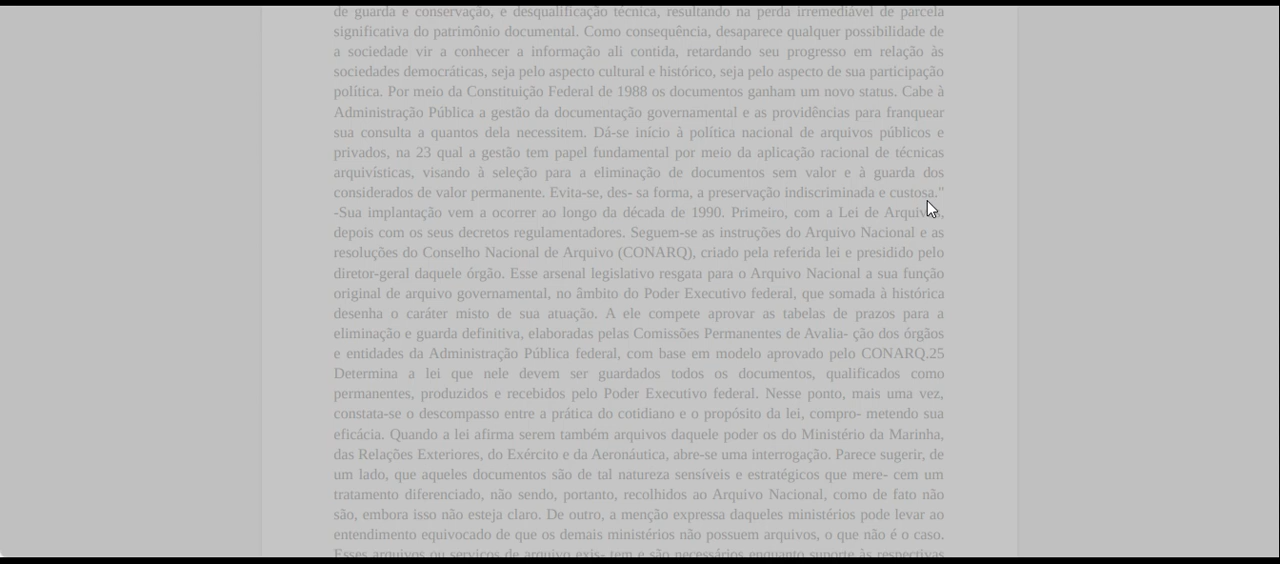 de guarda e conservação, e desqualificação técnica, resultando na perda irremediável de parcela
significativa do patrimônio documental. Como consequência, desaparece qualquer possibilidade de
a sociedade vir a conhecer a informação ali contida, retardando seu progresso em relação às
sociedades democráticas, seja pelo aspecto cultural e histórico, seja pelo aspecto de sua participação
política. Por meio da Constituição Federal de 1988 os documentos ganham um novo status. Cabe à
Administração Pública a gestão da documentação governamental e as providências para franquear
sua consulta a quantos dela necessitem. Dá-se início à política nacional de arquivos públicos e
privados, na 23 qual a gestão tem papel fundamental por meio da aplicação racional de técnicas
arquivísticas, visando à seleção para a eliminação de documentos sem valor e à guarda dos
considerados de valor permanente. Evita-se, des- sa forma, a preservação indiscriminada e custosa."
-Sua implantação vem a ocorrer ao longo da década de 1990. Primeiro, com a Lei de Arquivos,
depois com os seus decretos regulamentadores. Seguem-se as instruções do Arquivo Nacional e as
resoluções do Conselho Nacional de Arquivo (CONARQ), criado pela referida lei e presidido pelo
diretor-geral daquele órgão. Esse arsenal legislativo resgata para o Arquivo Nacional a sua função
original de arquivo governamental, no âmbito do Poder Executivo federal, que somada à histórica
desenha o caráter misto de sua atuação. A ele compete aprovar as tabelas de prazos para a
eliminação e guarda definitiva, elaboradas pelas Comissões Permanentes de Avalia- ção dos órgãos
e entidades da Administração Pública federal, com base em modelo aprovado pelo CONARQ.25
Determina a lei que nele devem ser guardados todos os documentos, qualificados como
permanentes, produzidos e recebidos pelo Poder Executivo federal. Nesse ponto, mais uma vez,
constata-se o descompasso entre a prática do cotidiano e o propósito da lei, compro- metendo sua
eficácia. Quando a lei afirma serem também arquivos daquele poder os do Ministério da Marinha,
das Relações Exteriores, do Exército e da Aeronáutica, abre-se uma interrogação. Parece sugerir, de
um lado, que aqueles documentos são de tal natureza sensíveis e estratégicos que mere- cem um
tratamento diferenciado, não sendo, portanto, recolhidos ao Arquivo Nacional, como de fato não
são, embora isso não esteja claro. De outro, a menção expressa daqueles ministérios pode levar ao
entendimento equivocado de que os demais ministérios não possuem arquivos, o que não é o caso.
Esses arquivos ou serviços de arquivo exis- tem e são necessários enquanto suporte às respectivas